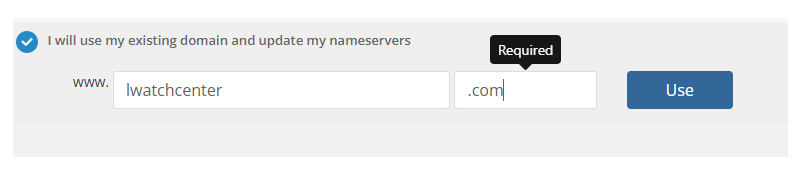 I will use my existing domain and update my nameservers
Required
www. lwatchcenter .com Use